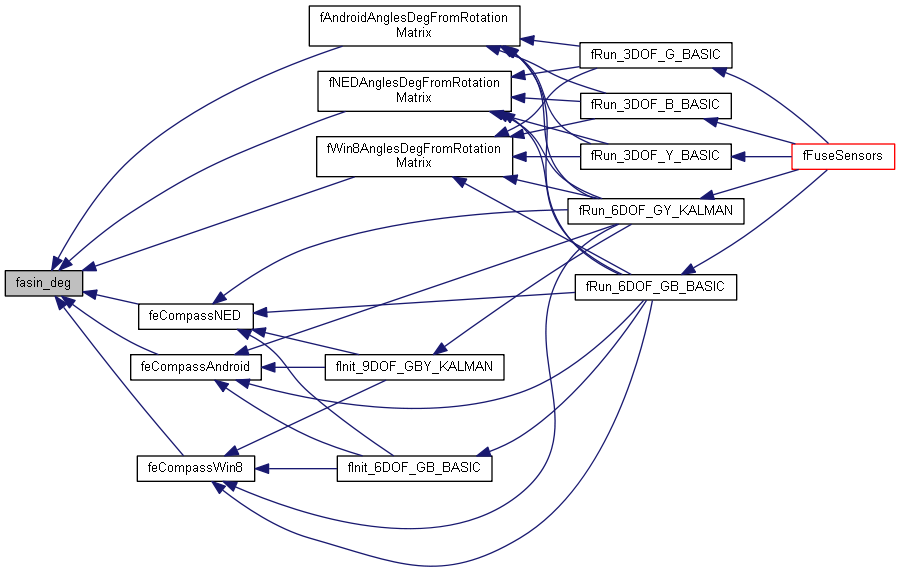 fAndroidAnglesDegFromRotation
Matrix
fRun_3DOF_G_BASIC
fNEDAnglesDegFromRotation
Matrix
fRun_3DOF_B_BASIC
fWin8AnglesDegFromRotation
Matrix
fRun_3DOF_Y_BASIC
fFuseSensors
fRun_6DOF_GY_KALMAN
fasin_deg
fRun_6DOF_GB_BASIC
feCompassNED
feCompassAndroid
fInit_9DOF_GBY_KALMAN
feCompassWin8
fInit_6DOF_GB_BASIC